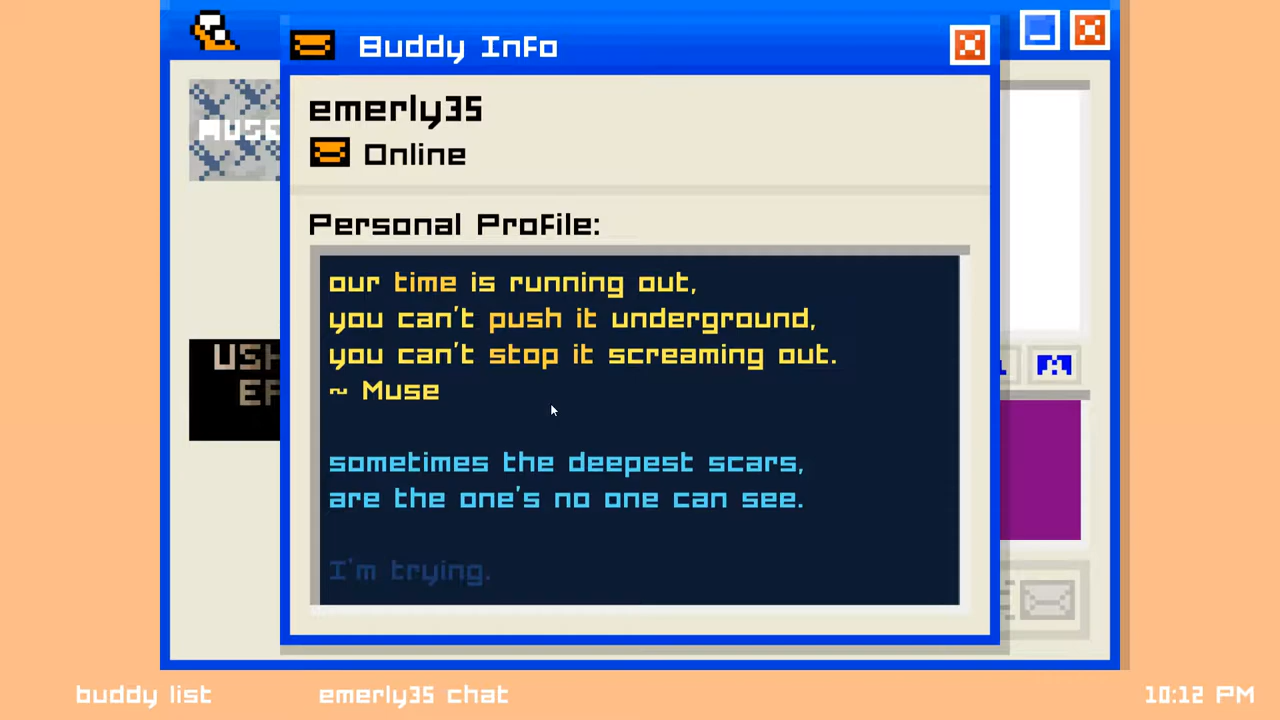 Buddy Info
emerly35
Online
MUSE
Personal Profile:
our time is running out,
you can't push it underground,
you can't stop it screaming out.
~ Muse
sometimes the deepest scars,
are the one's no one can see.
I'm trying.
USH
buddy list
emerly35 chat
10:12 PM